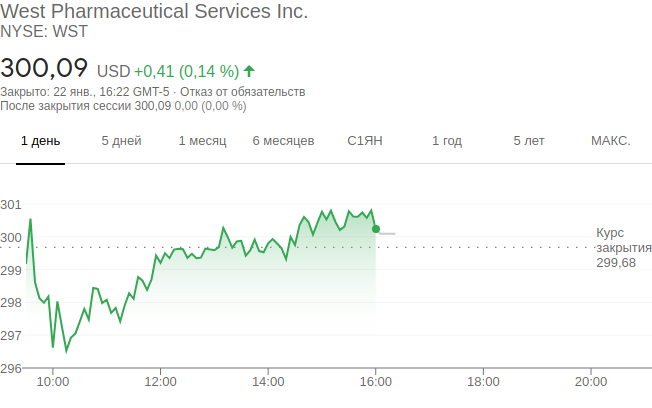 West Pharmaceutical Services Inc.
NYSE: WST
300,09 USD +0,41 (0,14 %)
Закрыто: 22 янв., 16:22 GMT-5 · Отказ от обязательств
После закрытия сессии 300,09 0,00 (0,00 %)
1 день 5 дней 1 месяц 6 месяцев С1ЯН 1 год 5 лет МАКС.
301
300
299
298
297
296
Курс
закрытия
299,68
10:00 12:00 14:00 16:00 18:00 20:00